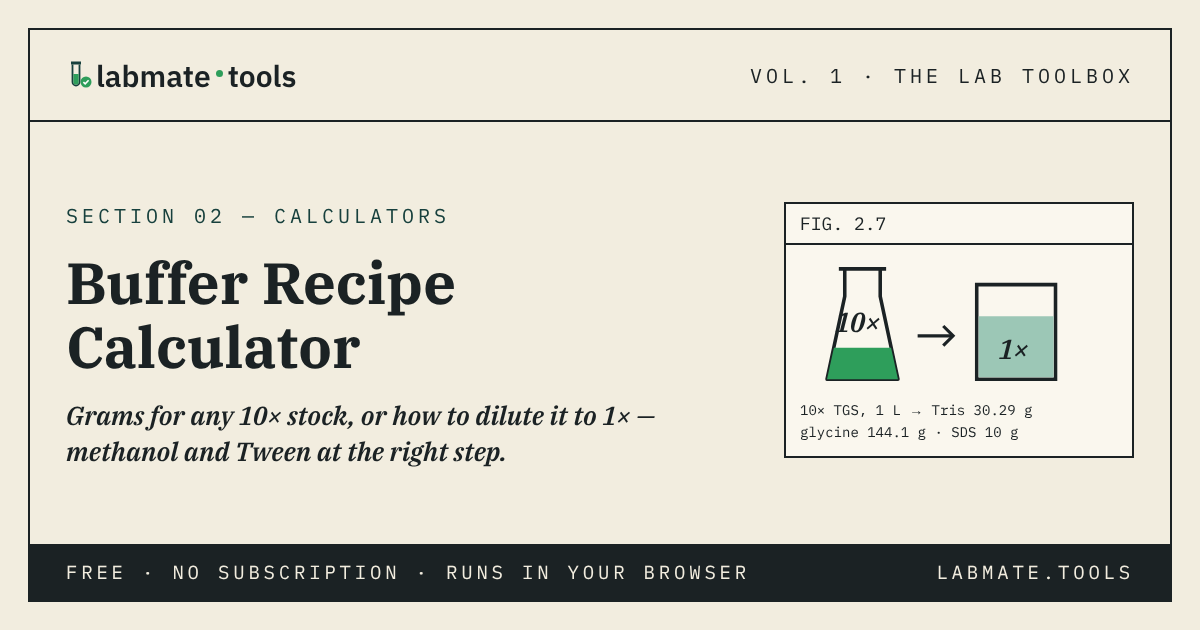 labmate·tools
VOL. 1 · THE LAB TOOLBOX
SECTION 02 — CALCULATORS
Buffer Recipe
Calculator
Grams for any 10× stock, or how to dilute it to 1× —
methanol and Tween at the right step.
FIG. 2.7
10×
→
1×
10× TGS, 1 L → Tris 30.29 g
glycine 144.1 g · SDS 10 g
FREE · NO SUBSCRIPTION · RUNS IN YOUR BROWSER
LABMATE.TOOLS